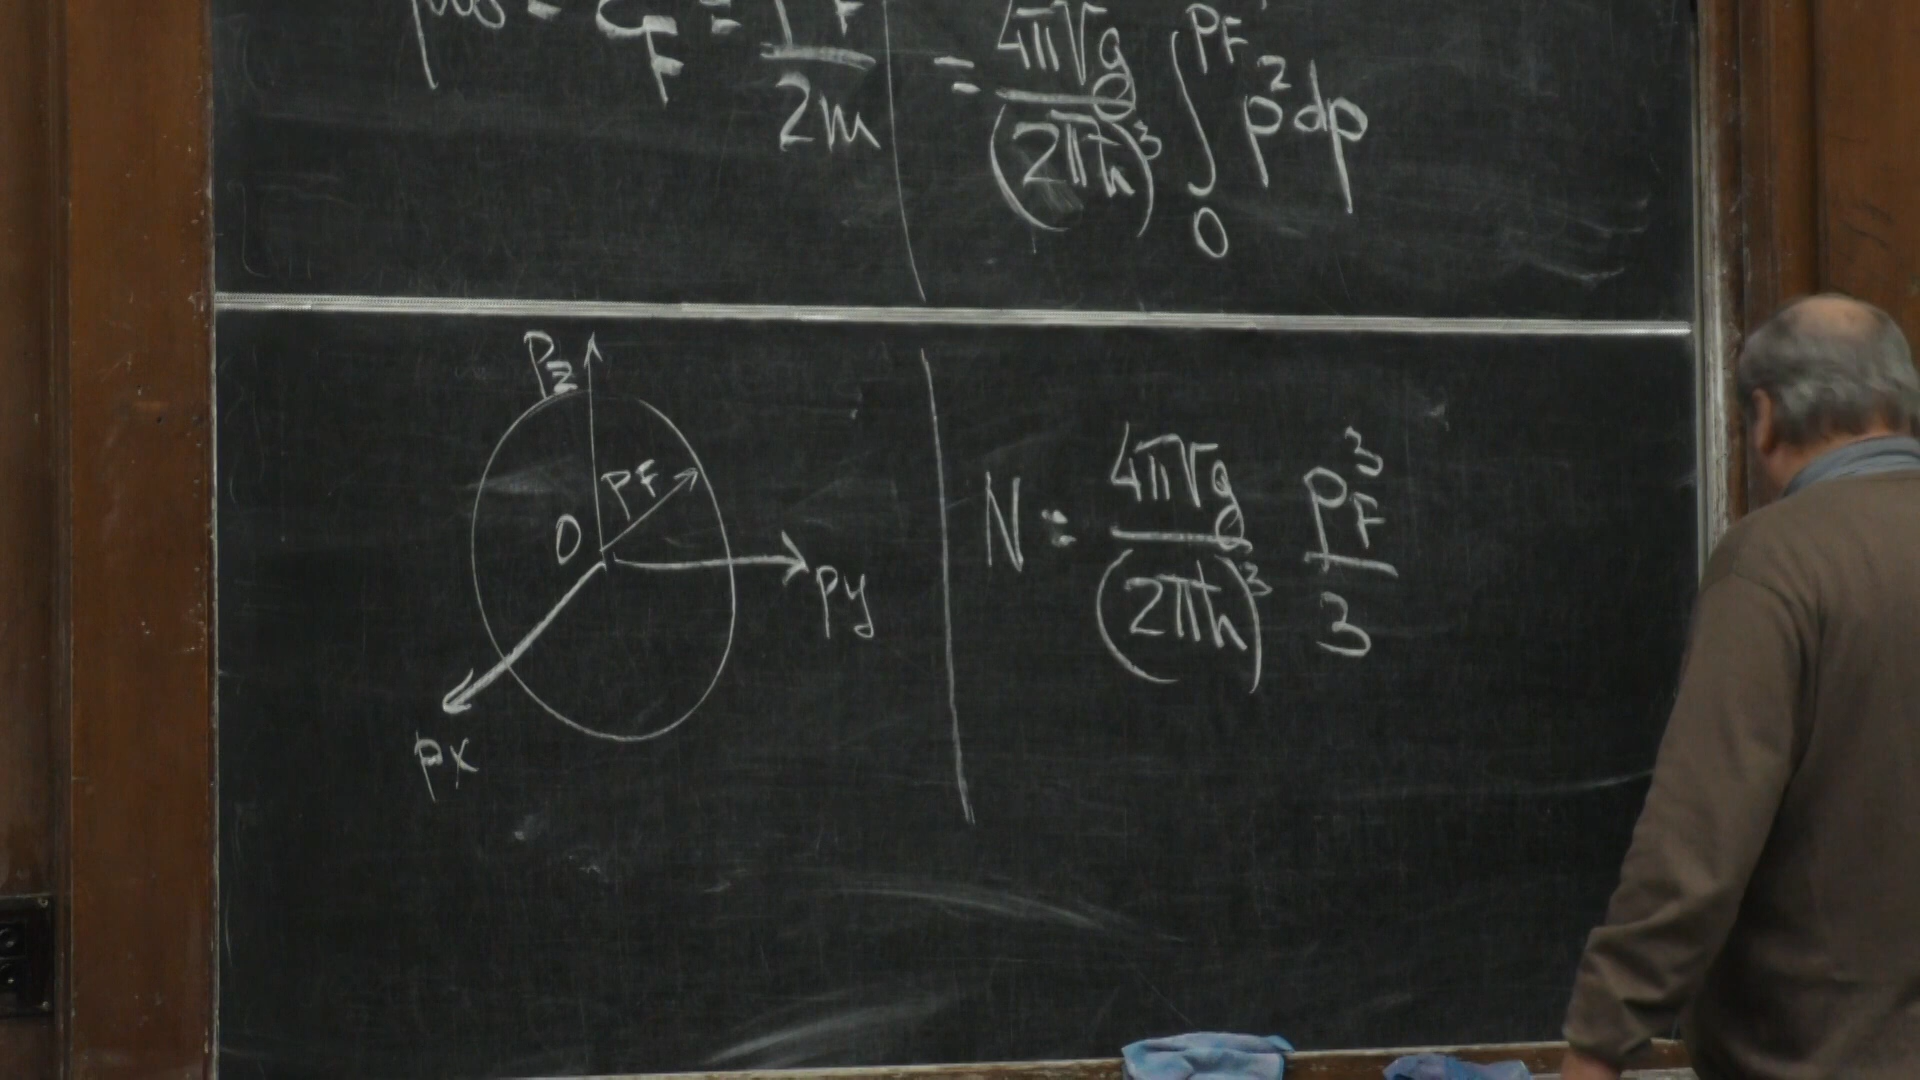 μ(0) = ε_F = p_F²/2m
= 4πVg/(2πħ)³ ∫₀^{p_F} p²dp
p_z
p_F
0
p_y
p_x
N = 4πVg/(2πħ)³ p_F³/3